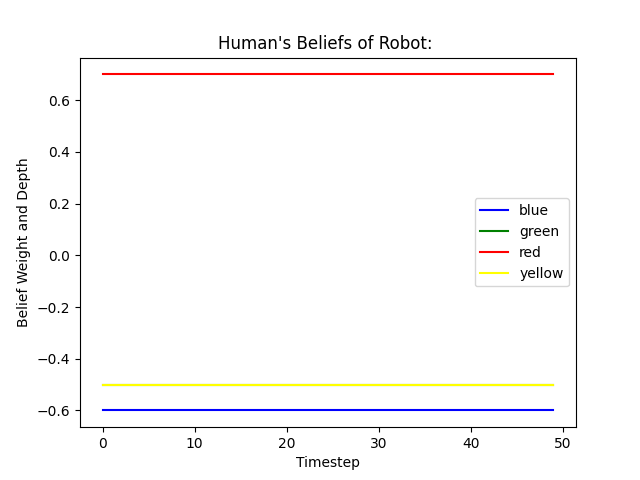 Human's Beliefs of Robot:
Belief Weight and Depth
0.6
0.4
0.2
0.0
−0.2
−0.4
−0.6
blue
green
red
yellow
0 10 20 30 40 50
Timestep